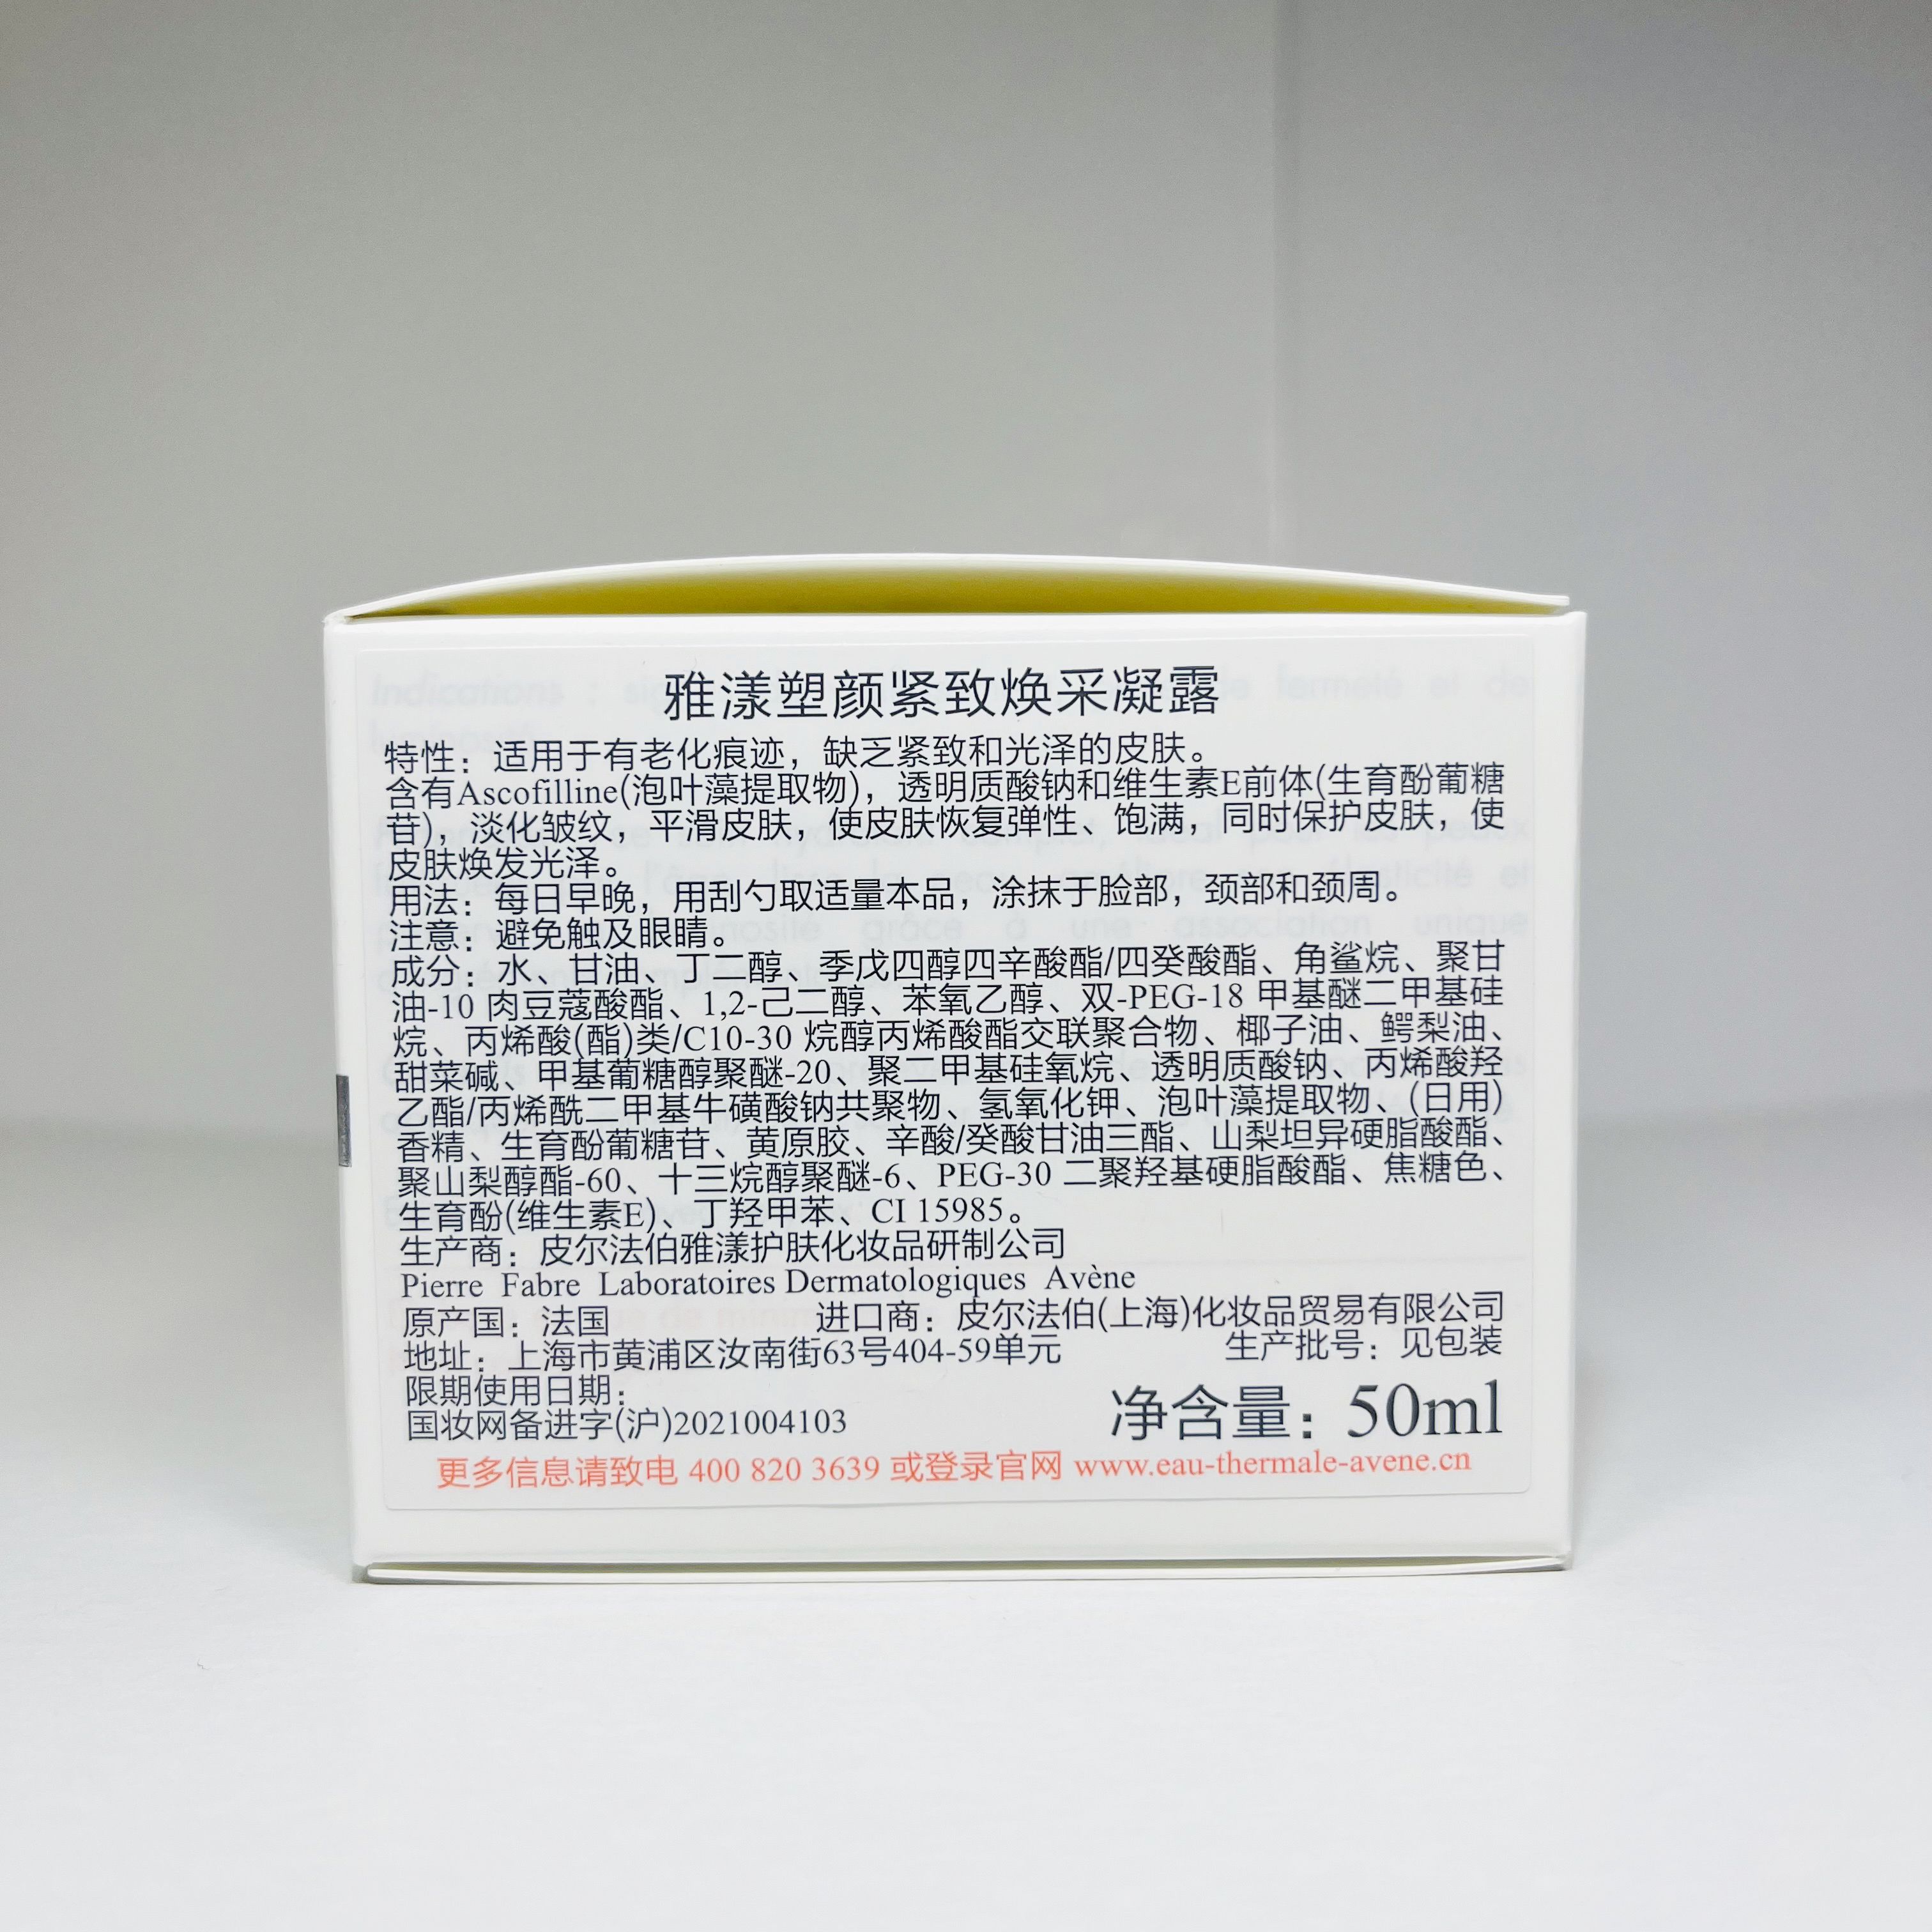 雅漾塑颜紧致焕采凝露
特性：适用于有老化痕迹，缺乏紧致和光泽的皮肤。
含有Ascofilline(泡叶藻提取物)，透明质酸钠和维生素E前体(生育酚葡糖
苷)，淡化皱纹，平滑皮肤，使皮肤恢复弹性、饱满，同时保护皮肤，使
皮肤焕发光泽。
用法：每日早晚，用刮勺取适量本品，涂抹于脸部，颈部和颈周。
注意：避免触及眼睛。
成分：水、甘油、丁二醇、季戊四醇四辛酸酯/四癸酸酯、角鲨烷、聚甘
油-10 肉豆蔻酸酯、1,2-己二醇、苯氧乙醇、双-PEG-18 甲基醚二甲基硅
烷、丙烯酸(酯)类/C10-30 烷醇丙烯酸酯交联聚合物、椰子油、鳄梨油、
甜菜碱、甲基葡糖醇聚醚-20、聚二甲基硅氧烷、透明质酸钠、丙烯酸羟
乙酯/丙烯酰二甲基牛磺酸钠共聚物、氢氧化钾、泡叶藻提取物、(日用)
香精、生育酚葡糖苷、黄原胶、辛酸/癸酸甘油三酯、山梨坦异硬脂酸酯、
聚山梨醇酯-60、十三烷醇聚醚-6、PEG-30 二聚羟基硬脂酸酯、焦糖色、
生育酚(维生素E)、丁羟甲苯、CI 15985。
生产商：皮尔法伯雅漾护肤化妆品研制公司
Pierre Fabre Laboratoires Dermatologiques Avène
原产国：法国 进口商：皮尔法伯(上海)化妆品贸易有限公司
地址：上海市黄浦区汝南街63号404-59单元 生产批号：见包装
限期使用日期：
国妆网备进字(沪)2021004103 净含量：50ml
更多信息请致电 400 820 3639 或登录官网 www.eau-thermale-avene.cn